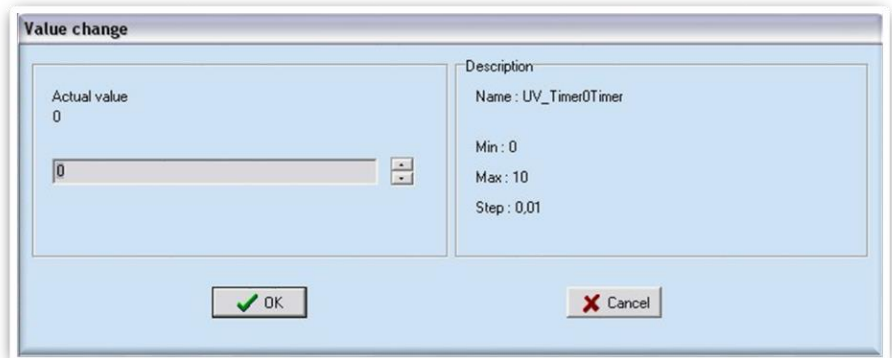 Value change
Actual value
0
0
Description
Name : UV_Timer0Timer
Min : 0
Max : 10
Step : 0,01
OK
Cancel